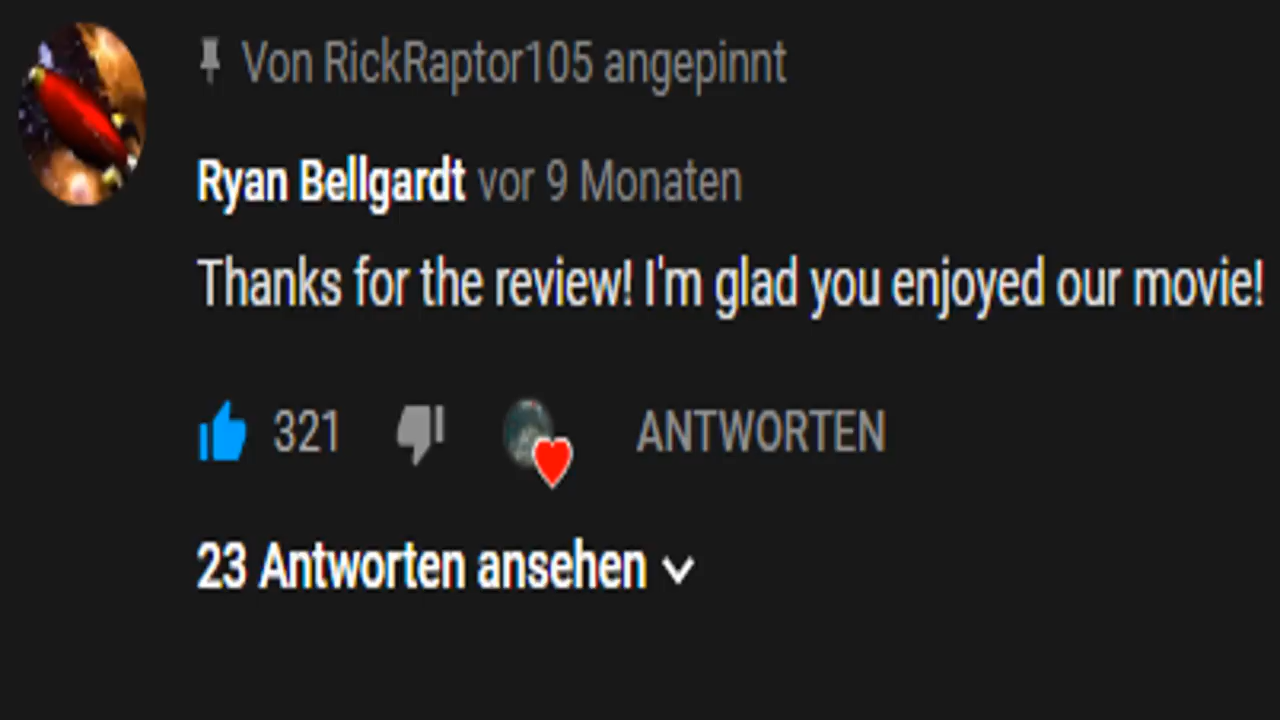 Von RickRaptor105 angepinnt
Ryan Bellgardt vor 9 Monaten
Thanks for the review! I'm glad you enjoyed our movie!
321 ANTWORTEN
23 Antworten ansehen